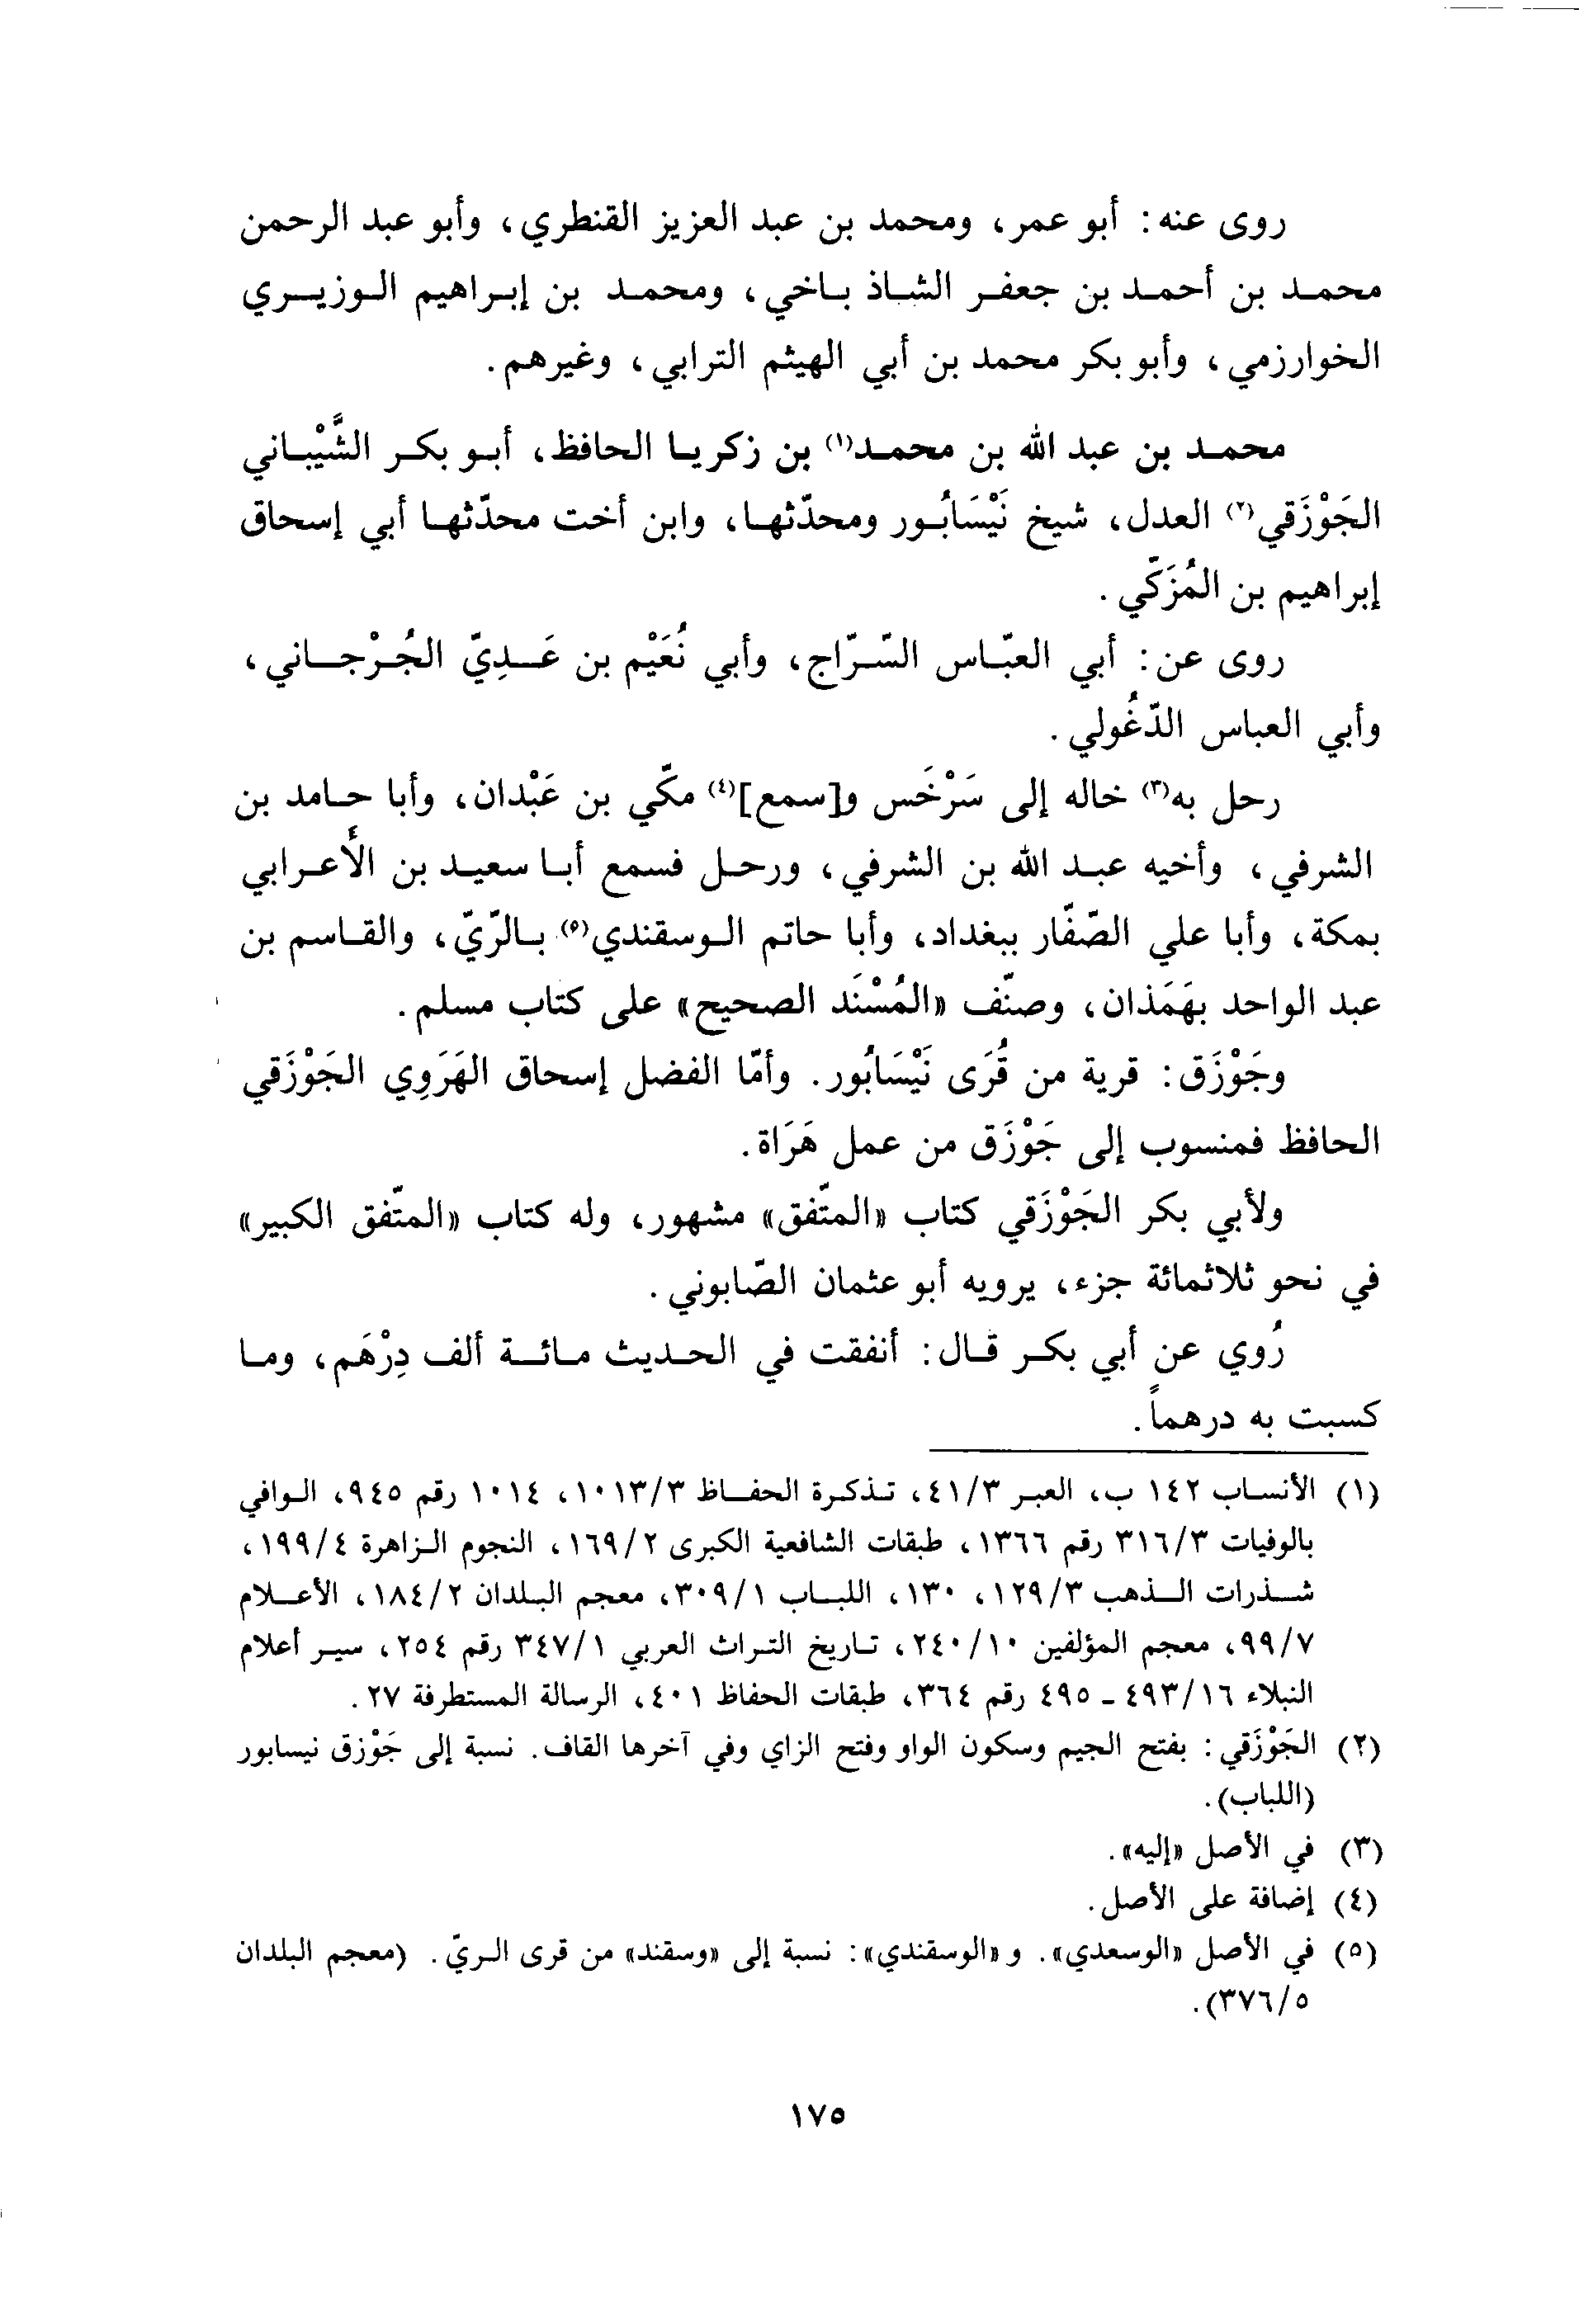 روى عنه: أبو عمر، ومحمد بن عبد العزيز القنطري، وأبو عبد الرحمن
محمد بن أحمد بن جعفر الشاذ باخي، ومحمد بن إبراهيم الوزيري
الخوارزمي، وأبو بكر محمد بن أبي الهيثم الترابي، وغيرهم.
محمد بن عبد الله بن محمد(١) بن زكريا الحافظ، أبو بكر الشَّيْباني
الجَوْزَقي(٢) العدل، شيخ نَيْسَابُور ومحدّثها، وابن أخت محدّثها أبي إسحاق
إبراهيم بن المُزَكّي.
روى عن: أبي العبّاس السّرّاج، وأبي نُعَيْم بن عَدِيّ الجُرْجاني،
وأبي العباس الدّغُولي.
رحل به(٣) خاله إلى سَرْخَس و[سمع](٤) مكّي بن عَبْدان، وأبا حامد بن
الشرفي، وأخيه عبد الله بن الشرفي، ورحل فسمع أبا سعيد بن الأعرابي
بمكة، وأبا علي الصّفّار ببغداد، وأبا حاتم الوسقندي(٥) بالرّيّ، والقاسم بن
عبد الواحد بهَمَذان، وصنّف «المُسْنَد الصحيح» على كتاب مسلم.
وجَوْزَق: قرية من قُرَى نَيْسَابُور. وأمّا الفضل إسحاق الهَرَوِي الجَوْزَقي
الحافظ فمنسوب إلى جَوْزَق من عمل هَرَاة.
ولأبي بكر الجَوْزَقي كتاب «المتّفق» مشهور، وله كتاب «المتّفق الكبير»
في نحو ثلاثمائة جزء، يرويه أبو عثمان الصّابوني.
رُوي عن أبي بكر قال: أنفقت في الحديث مائة ألف دِرْهَم، وما
كسبت به درهماً.
(١) الأنساب ١٤٢ ب، العبر ٤١/٣، تذكرة الحفاظ ١٠١٣/٣، ١٠١٤ رقم ٩٤٥، الوافي
بالوفيات ٣١٦/٣ رقم ١٣٦٦، طبقات الشافعية الكبرى ١٦٩/٢، النجوم الزاهرة ١٩٩/٤،
شذرات الذهب ١٢٩/٣، ١٣٠، اللباب ٣٠٩/١، معجم البلدان ١٨٤/٢، الأعلام
٩٩/٧، معجم المؤلفين ٢٤٠/١٠، تاريخ التراث العربي ٣٤٧/١ رقم ٢٥٤، سير أعلام
النبلاء ٤٩٣/١٦ ـ ٤٩٥ رقم ٣٦٤، طبقات الحفاظ ٤٠١، الرسالة المستطرفة ٢٧.
(٢) الجَوْزَقي: بفتح الجيم وسكون الواو وفتح الزاي وفي آخرها القاف. نسبة إلى جَوْزق نيسابور
(اللباب).
(٣) في الأصل «إليه».
(٤) إضافة على الأصل.
(٥) في الأصل «الوسعدي». و«الوسقندي»: نسبة إلى «وسقند» من قرى الريّ. (معجم البلدان
٣٧٦/٥).
١٧٥